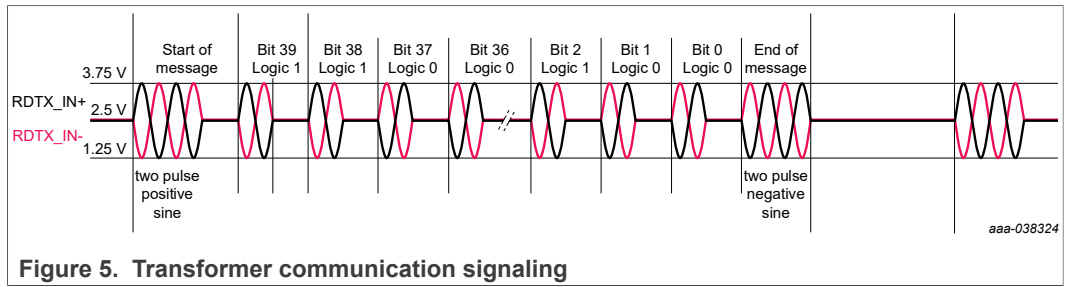 Start of
message
Bit 39
Logic 1
Bit 38
Logic 1
Bit 37
Logic 0
Bit 36
Logic 0
Bit 2
Logic 1
Bit 1
Logic 0
Bit 0
Logic 0
End of
message
3.75 V
RDTX_IN+
2.5 V
RDTX_IN-
1.25 V
two pulse
positive
sine
two pulse
negative
sine
aaa-038324
Figure 5. Transformer communication signaling